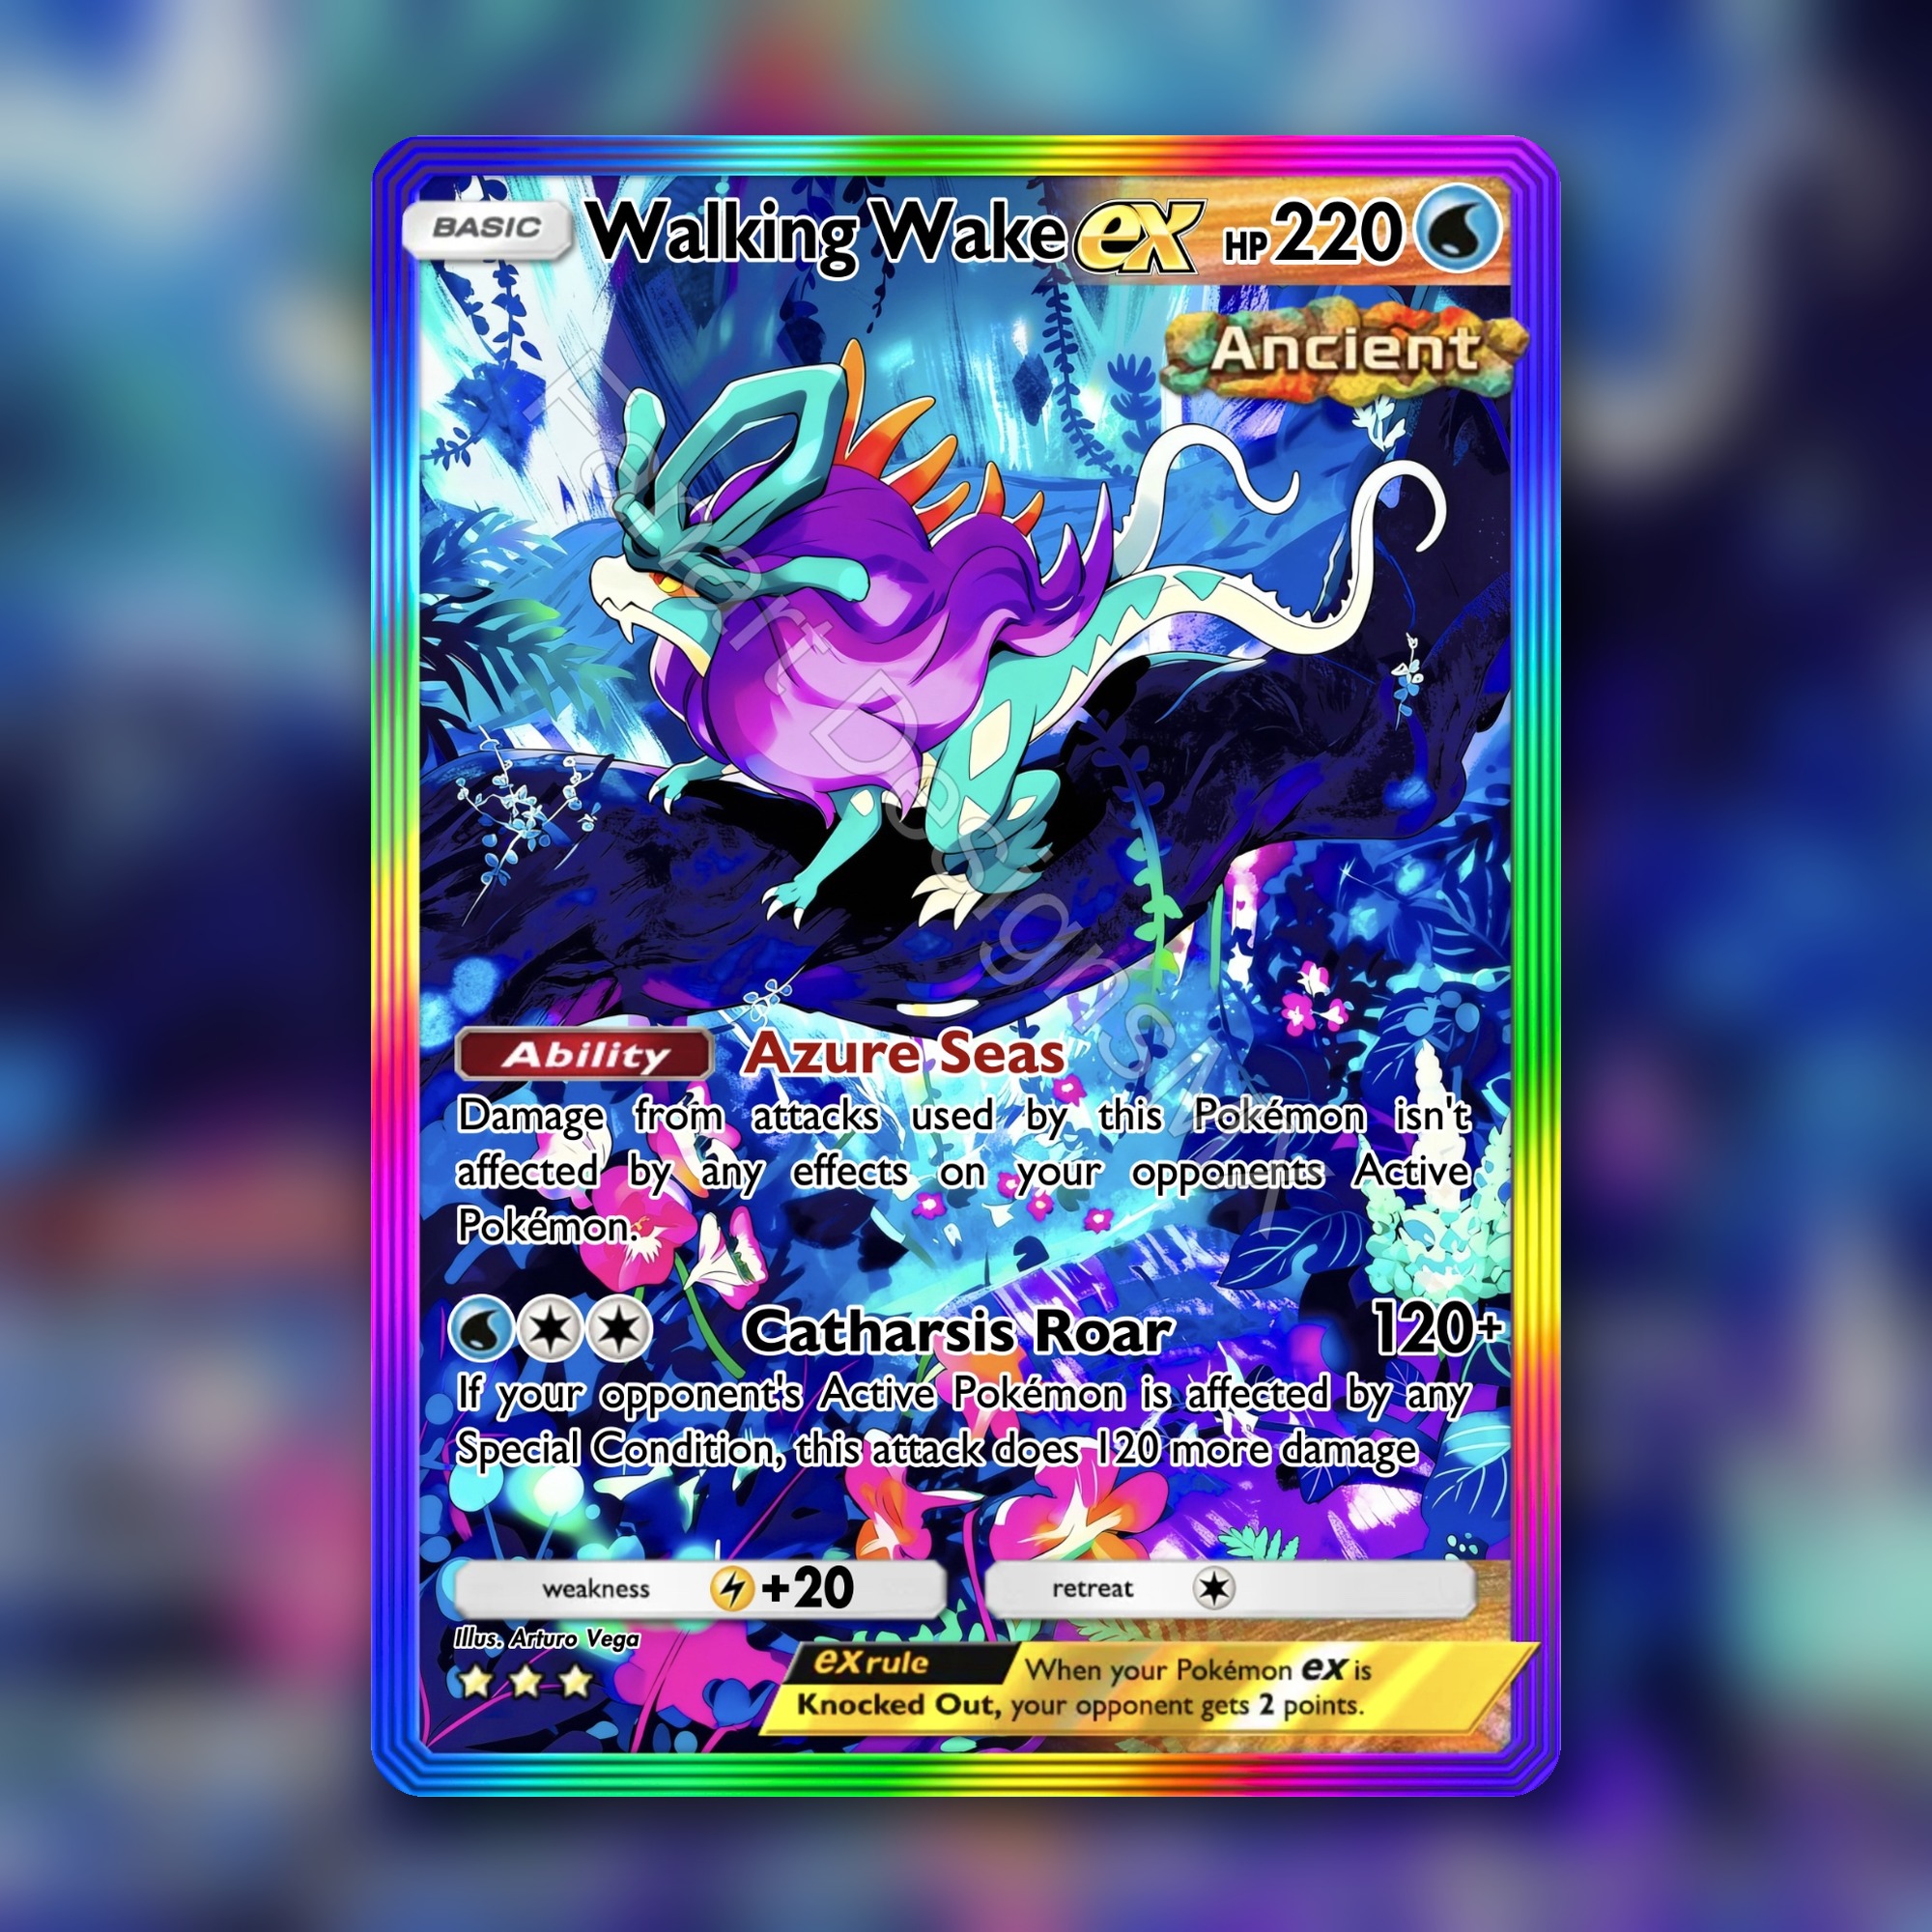 BASIC Walking Wake ex HP 220
Ancient
Fanart DesignsMX
Ability Azure Seas
Damage from attacks used by this Pokémon isn't
affected by any effects on your opponents Active
Pokémon.
Catharsis Roar 120+
If your opponent's Active Pokémon is affected by any
Special Condition, this attack does 120 more damage
weakness +20 retreat
Illus. Arturo Vega
ex rule When your Pokémon ex is
Knocked Out, your opponent gets 2 points.